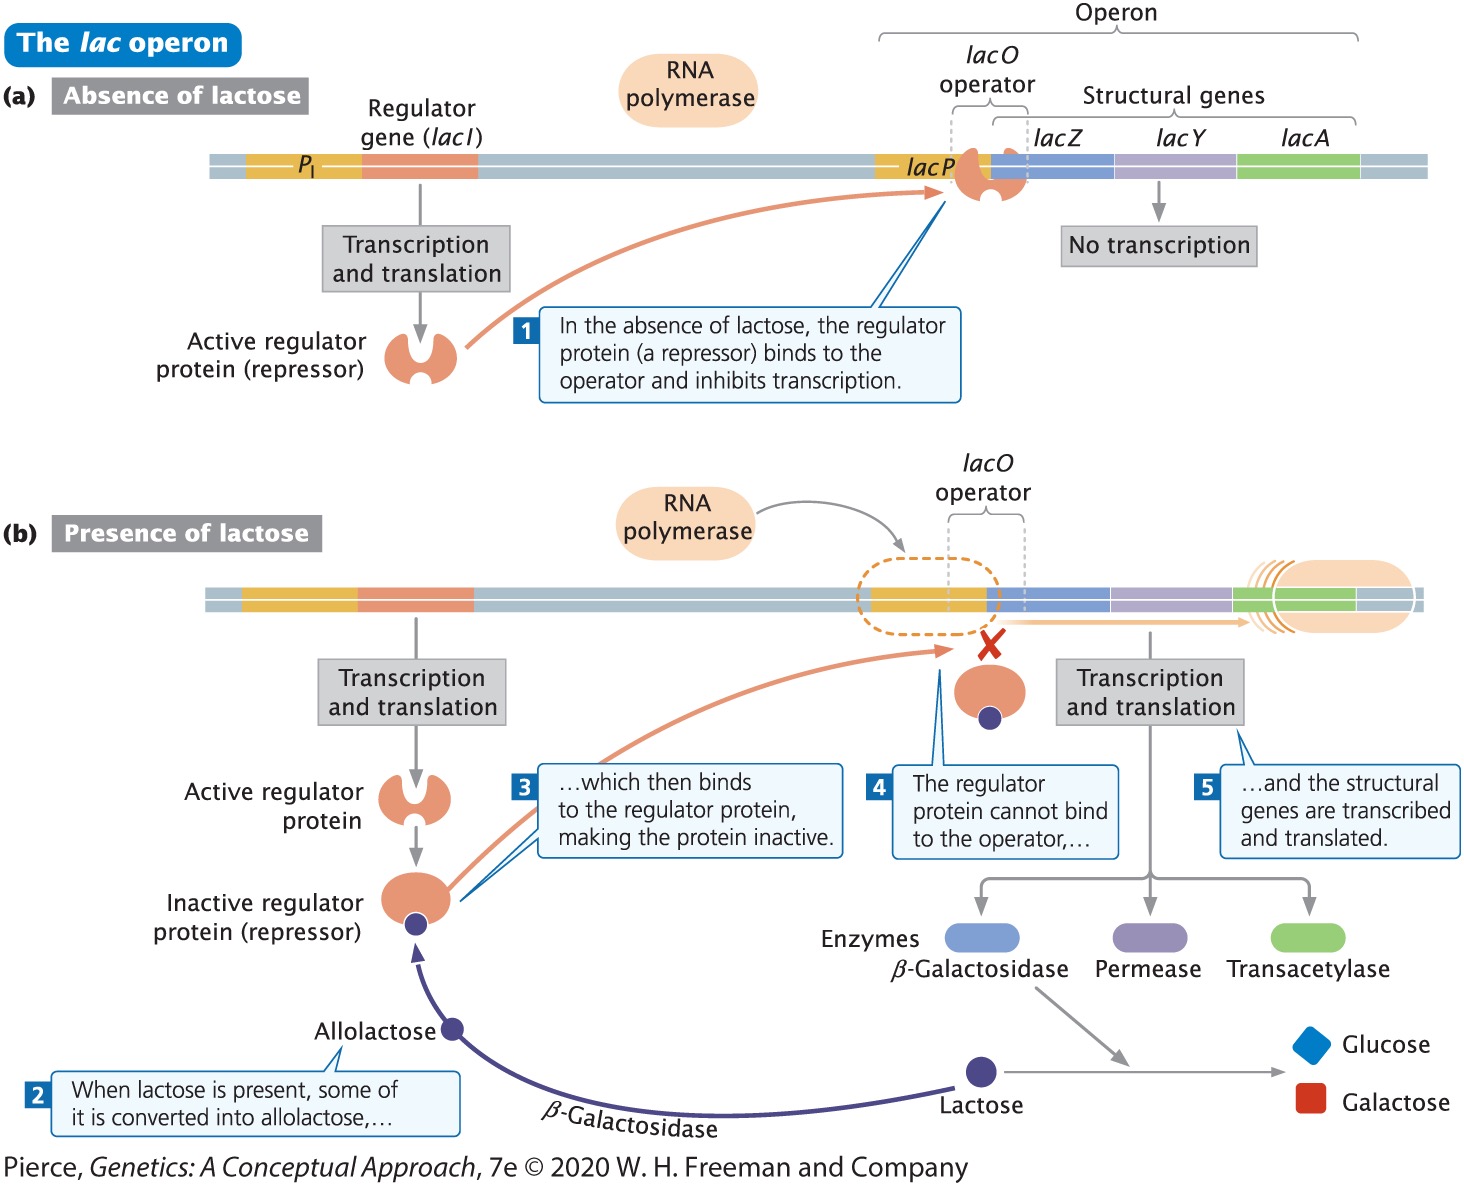 The lac operon
(a) Absence of lactose
Operon
lacO
operator
Structural genes
RNA
polymerase
Regulator
gene (lacI)
PI
lacP
lacZ
lacY
lacA
Transcription
and translation
No transcription
Active regulator
protein (repressor)
1 In the absence of lactose, the regulator
protein (a repressor) binds to the
operator and inhibits transcription.
(b) Presence of lactose
RNA
polymerase
lacO
operator
Transcription
and translation
Transcription
and translation
Active regulator
protein
3 …which then binds
to the regulator protein,
making the protein inactive.
4 The regulator
protein cannot bind
to the operator,…
5 …and the structural
genes are transcribed
and translated.
Inactive regulator
protein (repressor)
Enzymes
β-Galactosidase
Permease
Transacetylase
Allolactose
2 When lactose is present, some of
it is converted into allolactose,…
β-Galactosidase
Lactose
Glucose
Galactose
Pierce, Genetics: A Conceptual Approach, 7e © 2020 W. H. Freeman and Company